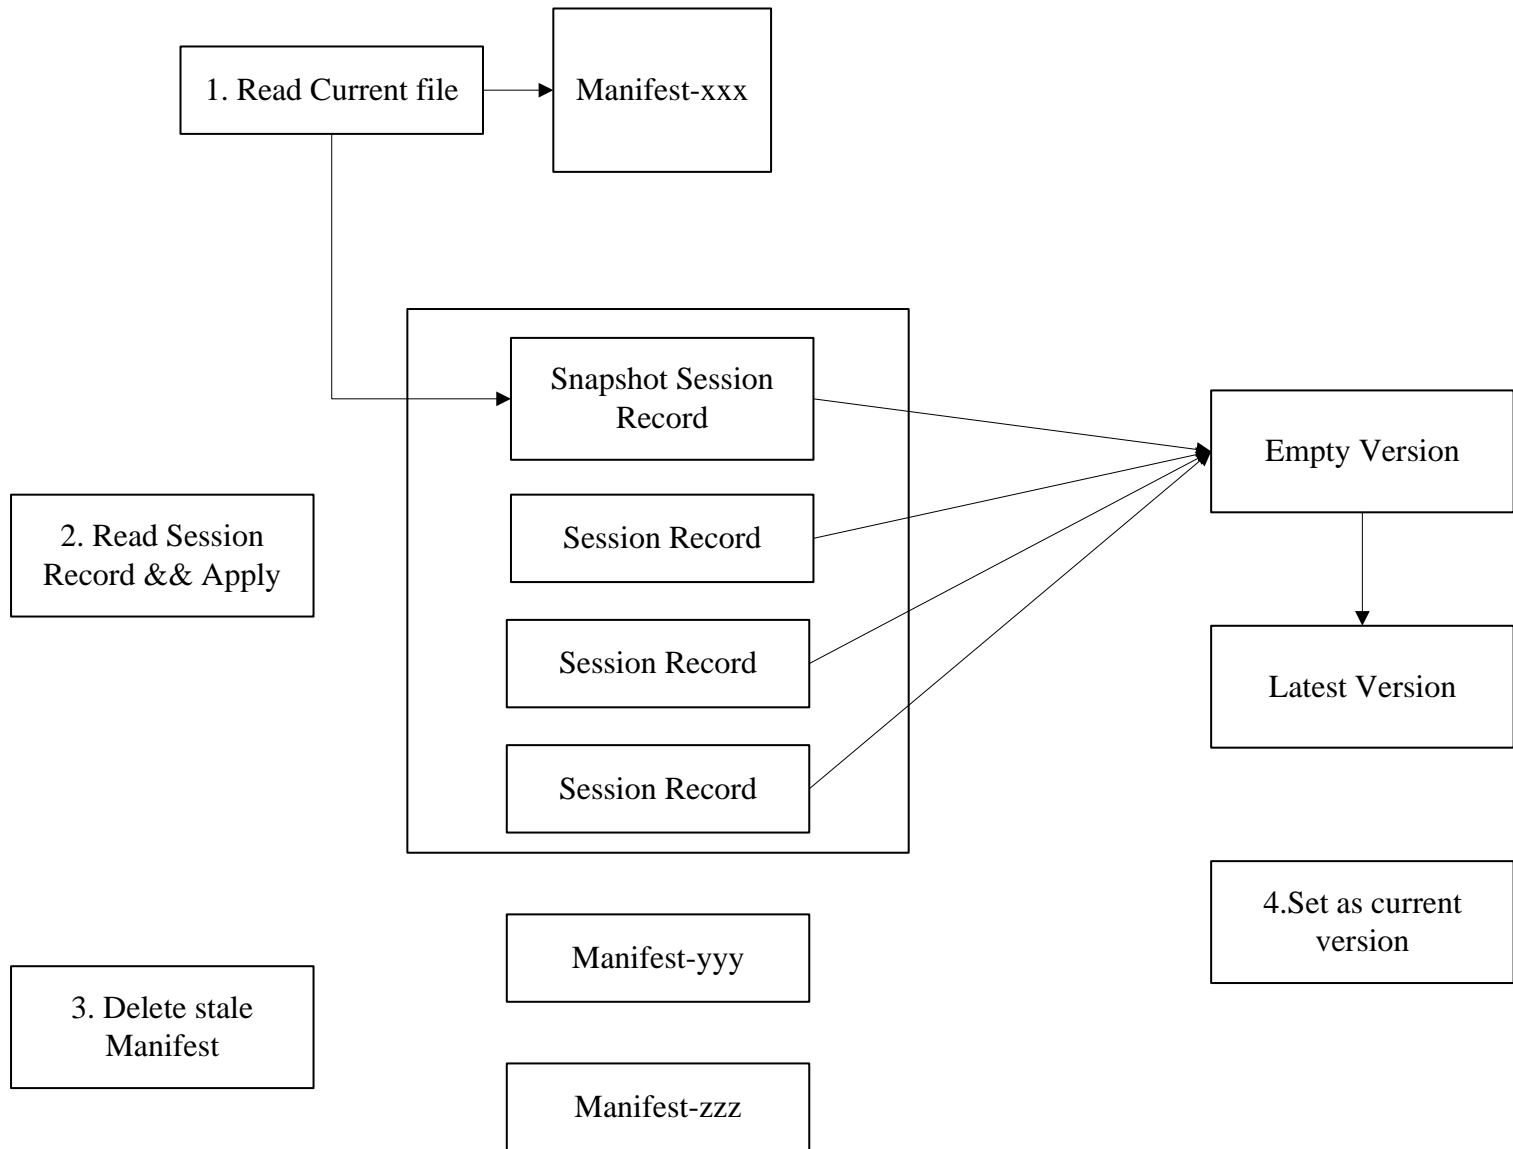 1. Read Current file
Manifest-xxx
Snapshot Session
Record
Empty Version
2. Read Session
Record && Apply
Session Record
Session Record
Latest Version
Session Record
4.Set as current
version
Manifest-yyy
3. Delete stale
Manifest
Manifest-zzz